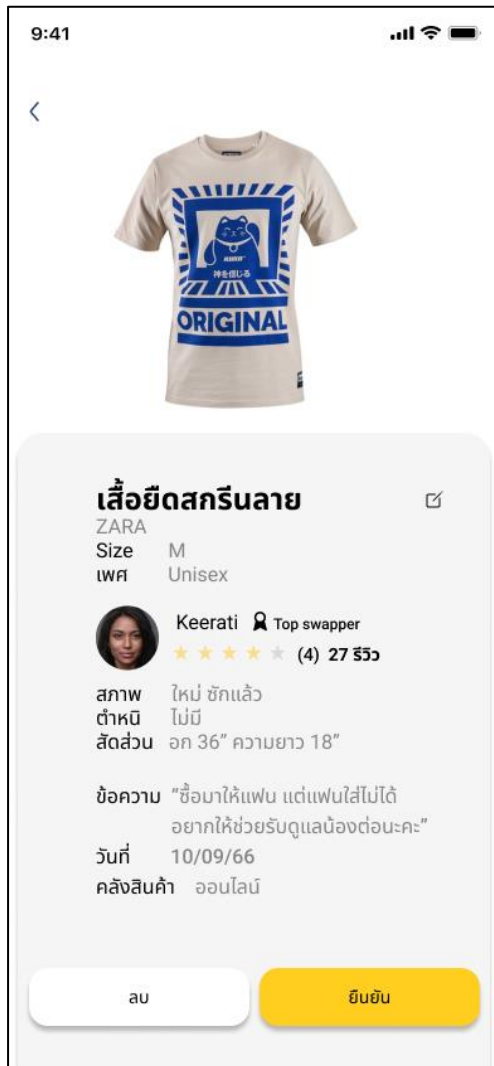 9:41
KUKA
神を信じる
ORIGINAL
เสื้อยืดสกรีนลาย
ZARA
Size M
เพศ Unisex
Keerati Top swapper
(4) 27 รีวิว
สภาพ ใหม่ ซักแล้ว
ตำหนิ ไม่มี
สัดส่วน อก 36” ความยาว 18”
ข้อความ “ซื้อมาให้แฟน แต่แฟนใส่ไม่ได้
อยากให้ช่วยรับดูแลน้องต่อนะคะ”
วันที่ 10/09/66
คลังสินค้า ออนไลน์
ลบ ยืนยัน